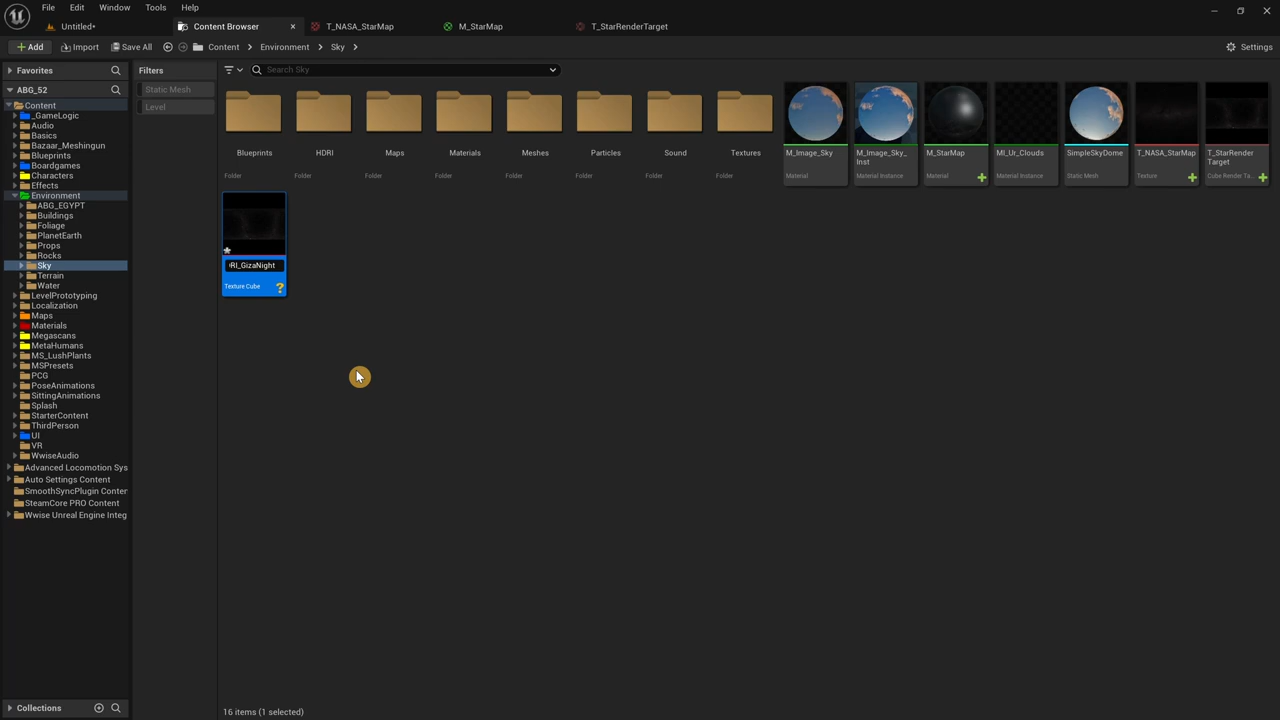 File Edit Window Tools Help
Untitled* Content Browser T_NASA_StarMap M_StarMap T_StarRenderTarget
Add Import Save All Content Environment Sky Settings
Favorites
ABG_52
Content
_GameLogic
Audio
Basics
Bazaar_Meshingun
Blueprints
Boardgames
Characters
Effects
Environment
ABG_EGYPT
Buildings
Foliage
PlanetEarth
Props
Rocks
Sky
Terrain
Water
LevelPrototyping
Localization
Maps
Materials
Megascans
MetaHumans
MS_LushPlants
MSPresets
PCG
PoseAnimations
SittingAnimations
Splash
StarterContent
ThirdPerson
UI
VR
WwiseAudio
Advanced Locomotion Sys
Auto Settings Content
SmoothSyncPlugin Conter
SteamCore PRO Content
Wwise Unreal Engine Integ
Collections
Filters
Static Mesh
Level
Search Sky
Blueprints HDRI Maps Materials Meshes Particles Sound Textures
Folder Folder Folder Folder Folder Folder Folder Folder
M_Image_Sky
Material
M_Image_Sky_
Inst
Material Instance
M_StarMap
Material
MI_Ur_Clouds
Material Instance
SimpleSkyDome
Static Mesh
T_NASA_StarMap
Texture
T_StarRender
Target
Cube Render Ta...
RI_GizaNight
Texture Cube
16 items (1 selected)